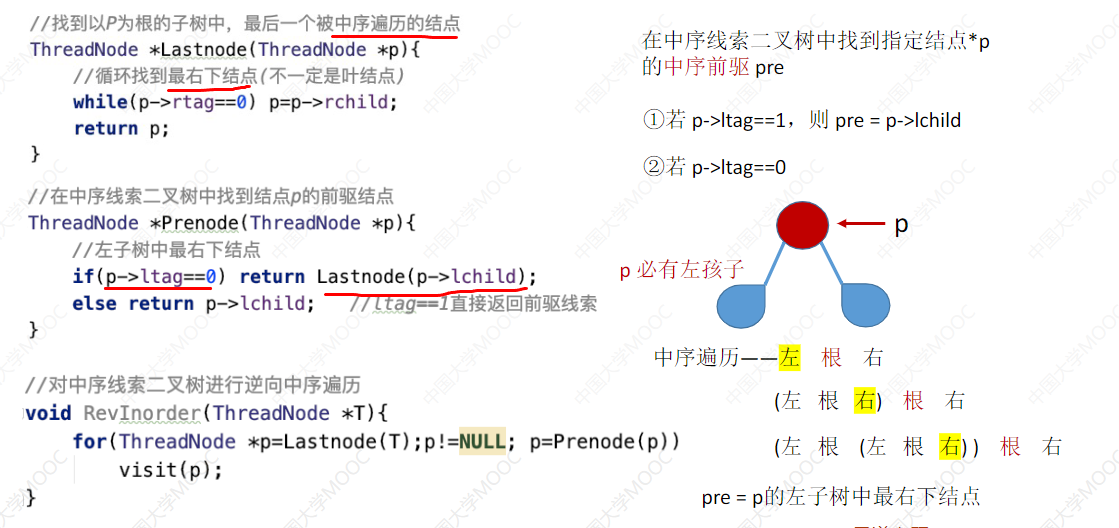 //找到以P为根的子树中，最后一个被中序遍历的结点
ThreadNode *Lastnode(ThreadNode *p){
//循环找到最右下结点(不一定是叶结点)
while(p->rtag==0) p=p->rchild;
return p;
}
//在中序线索二叉树中找到结点p的前驱结点
ThreadNode *Prenode(ThreadNode *p){
//左子树中最右下结点
if(p->ltag==0) return Lastnode(p->lchild);
else return p->lchild; //ltag==1直接返回前驱线索
}
//对中序线索二叉树进行逆向中序遍历
void RevInorder(ThreadNode *T){
for(ThreadNode *p=Lastnode(T);p!=NULL; p=Prenode(p))
visit(p);
}
在中序线索二叉树中找到指定结点*p
的中序前驱 pre
①若 p->ltag==1，则 pre = p->lchild
②若 p->ltag==0
p
p 必有左孩子
中序遍历——左 根 右
(左 根 右) 根 右
(左 根 (左 根 右) ) 根 右
pre = p的左子树中最右下结点
中国大学MOOC